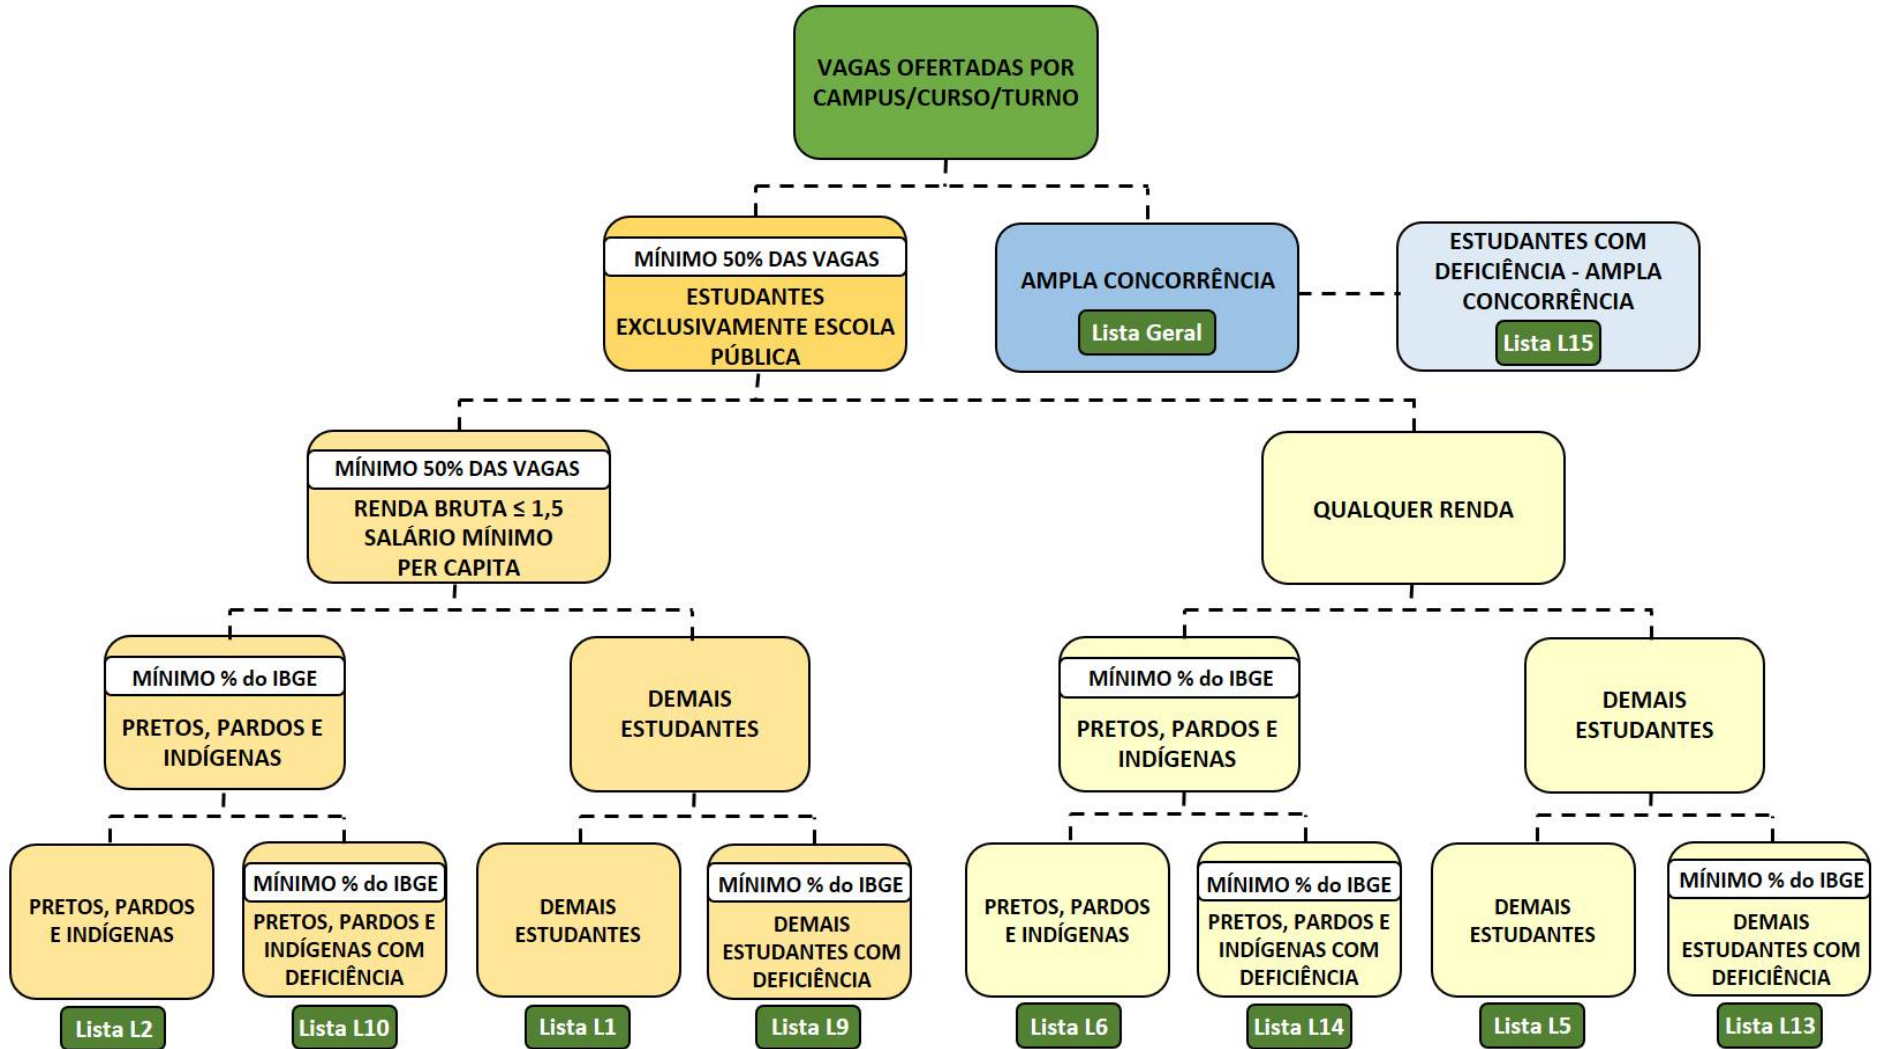 VAGAS OFERTADAS POR
CAMPUS/CURSO/TURNO
MÍNIMO 50% DAS VAGAS
ESTUDANTES
EXCLUSIVAMENTE ESCOLA
PÚBLICA
AMPLA CONCORRÊNCIA
Lista Geral
ESTUDANTES COM
DEFICIÊNCIA - AMPLA
CONCORRÊNCIA
Lista L15
MÍNIMO 50% DAS VAGAS
RENDA BRUTA ≤ 1,5
SALÁRIO MÍNIMO
PER CAPITA
QUALQUER RENDA
MÍNIMO % do IBGE
PRETOS, PARDOS E
INDÍGENAS
DEMAIS
ESTUDANTES
MÍNIMO % do IBGE
PRETOS, PARDOS E
INDÍGENAS
DEMAIS
ESTUDANTES
PRETOS, PARDOS
E INDÍGENAS
Lista L2
MÍNIMO % do IBGE
PRETOS, PARDOS E
INDÍGENAS COM
DEFICIÊNCIA
Lista L10
DEMAIS
ESTUDANTES
Lista L1
MÍNIMO % do IBGE
DEMAIS
ESTUDANTES COM
DEFICIÊNCIA
Lista L9
PRETOS, PARDOS
E INDÍGENAS
Lista L6
MÍNIMO % do IBGE
PRETOS, PARDOS E
INDÍGENAS COM
DEFICIÊNCIA
Lista L14
DEMAIS
ESTUDANTES
Lista L5
MÍNIMO % do IBGE
DEMAIS
ESTUDANTES COM
DEFICIÊNCIA
Lista L13